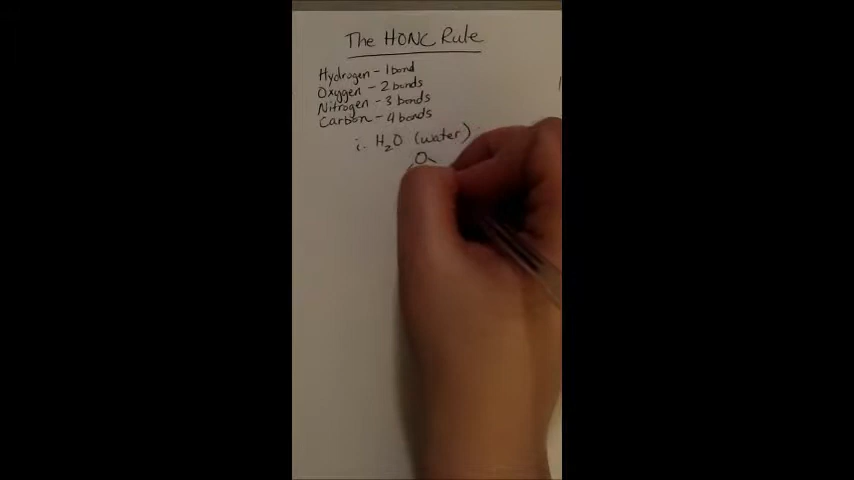 The HONC Rule
Hydrogen - 1 bond
Oxygen - 2 bonds
Nitrogen - 3 bonds
Carbon - 4 bonds
i. H₂O (water)
O